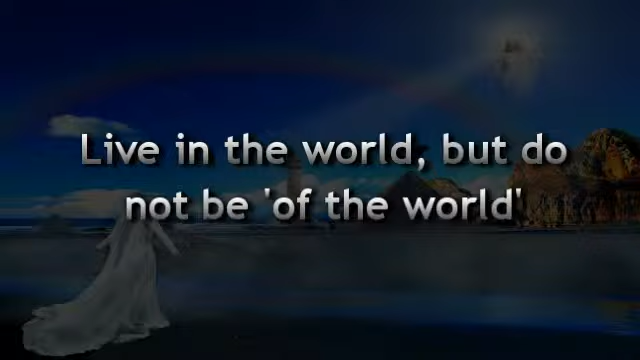 Live in the world, but do
not be 'of the world'